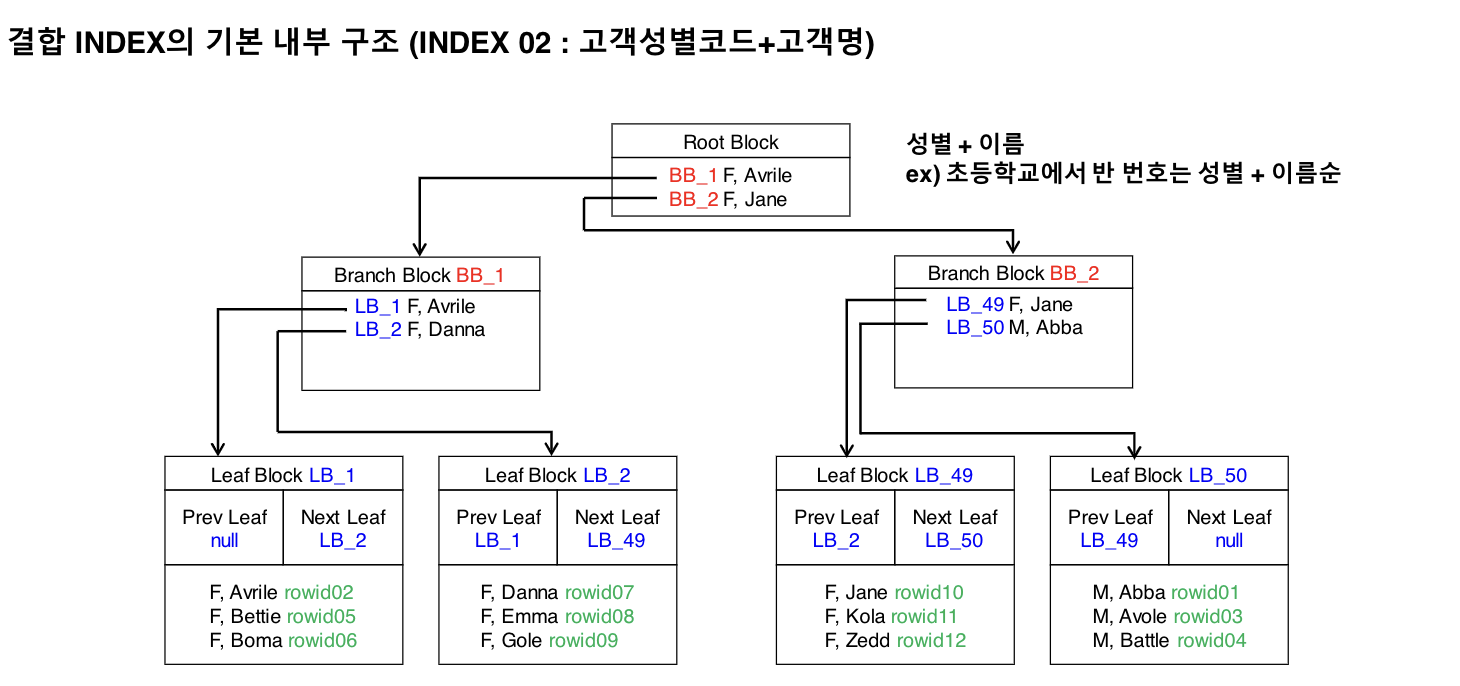 결합 INDEX의 기본 내부 구조 (INDEX 02 : 고객성별코드+고객명)
Root Block
BB_1 F, Avrile
BB_2 F, Jane
성별 + 이름
ex) 초등학교에서 반 번호는 성별 + 이름순
Branch Block BB_1
LB_1 F, Avrile
LB_2 F, Danna
Branch Block BB_2
LB_49 F, Jane
LB_50 M, Abba
Leaf Block LB_1
Prev Leaf
null
Next Leaf
LB_2
F, Avrile rowid02
F, Bettie rowid05
F, Boma rowid06
Leaf Block LB_2
Prev Leaf
LB_1
Next Leaf
LB_49
F, Danna rowid07
F, Emma rowid08
F, Gole rowid09
Leaf Block LB_49
Prev Leaf
LB_2
Next Leaf
LB_50
F, Jane rowid10
F, Kola rowid11
F, Zedd rowid12
Leaf Block LB_50
Prev Leaf
LB_49
Next Leaf
null
M, Abba rowid01
M, Avole rowid03
M, Battle rowid04